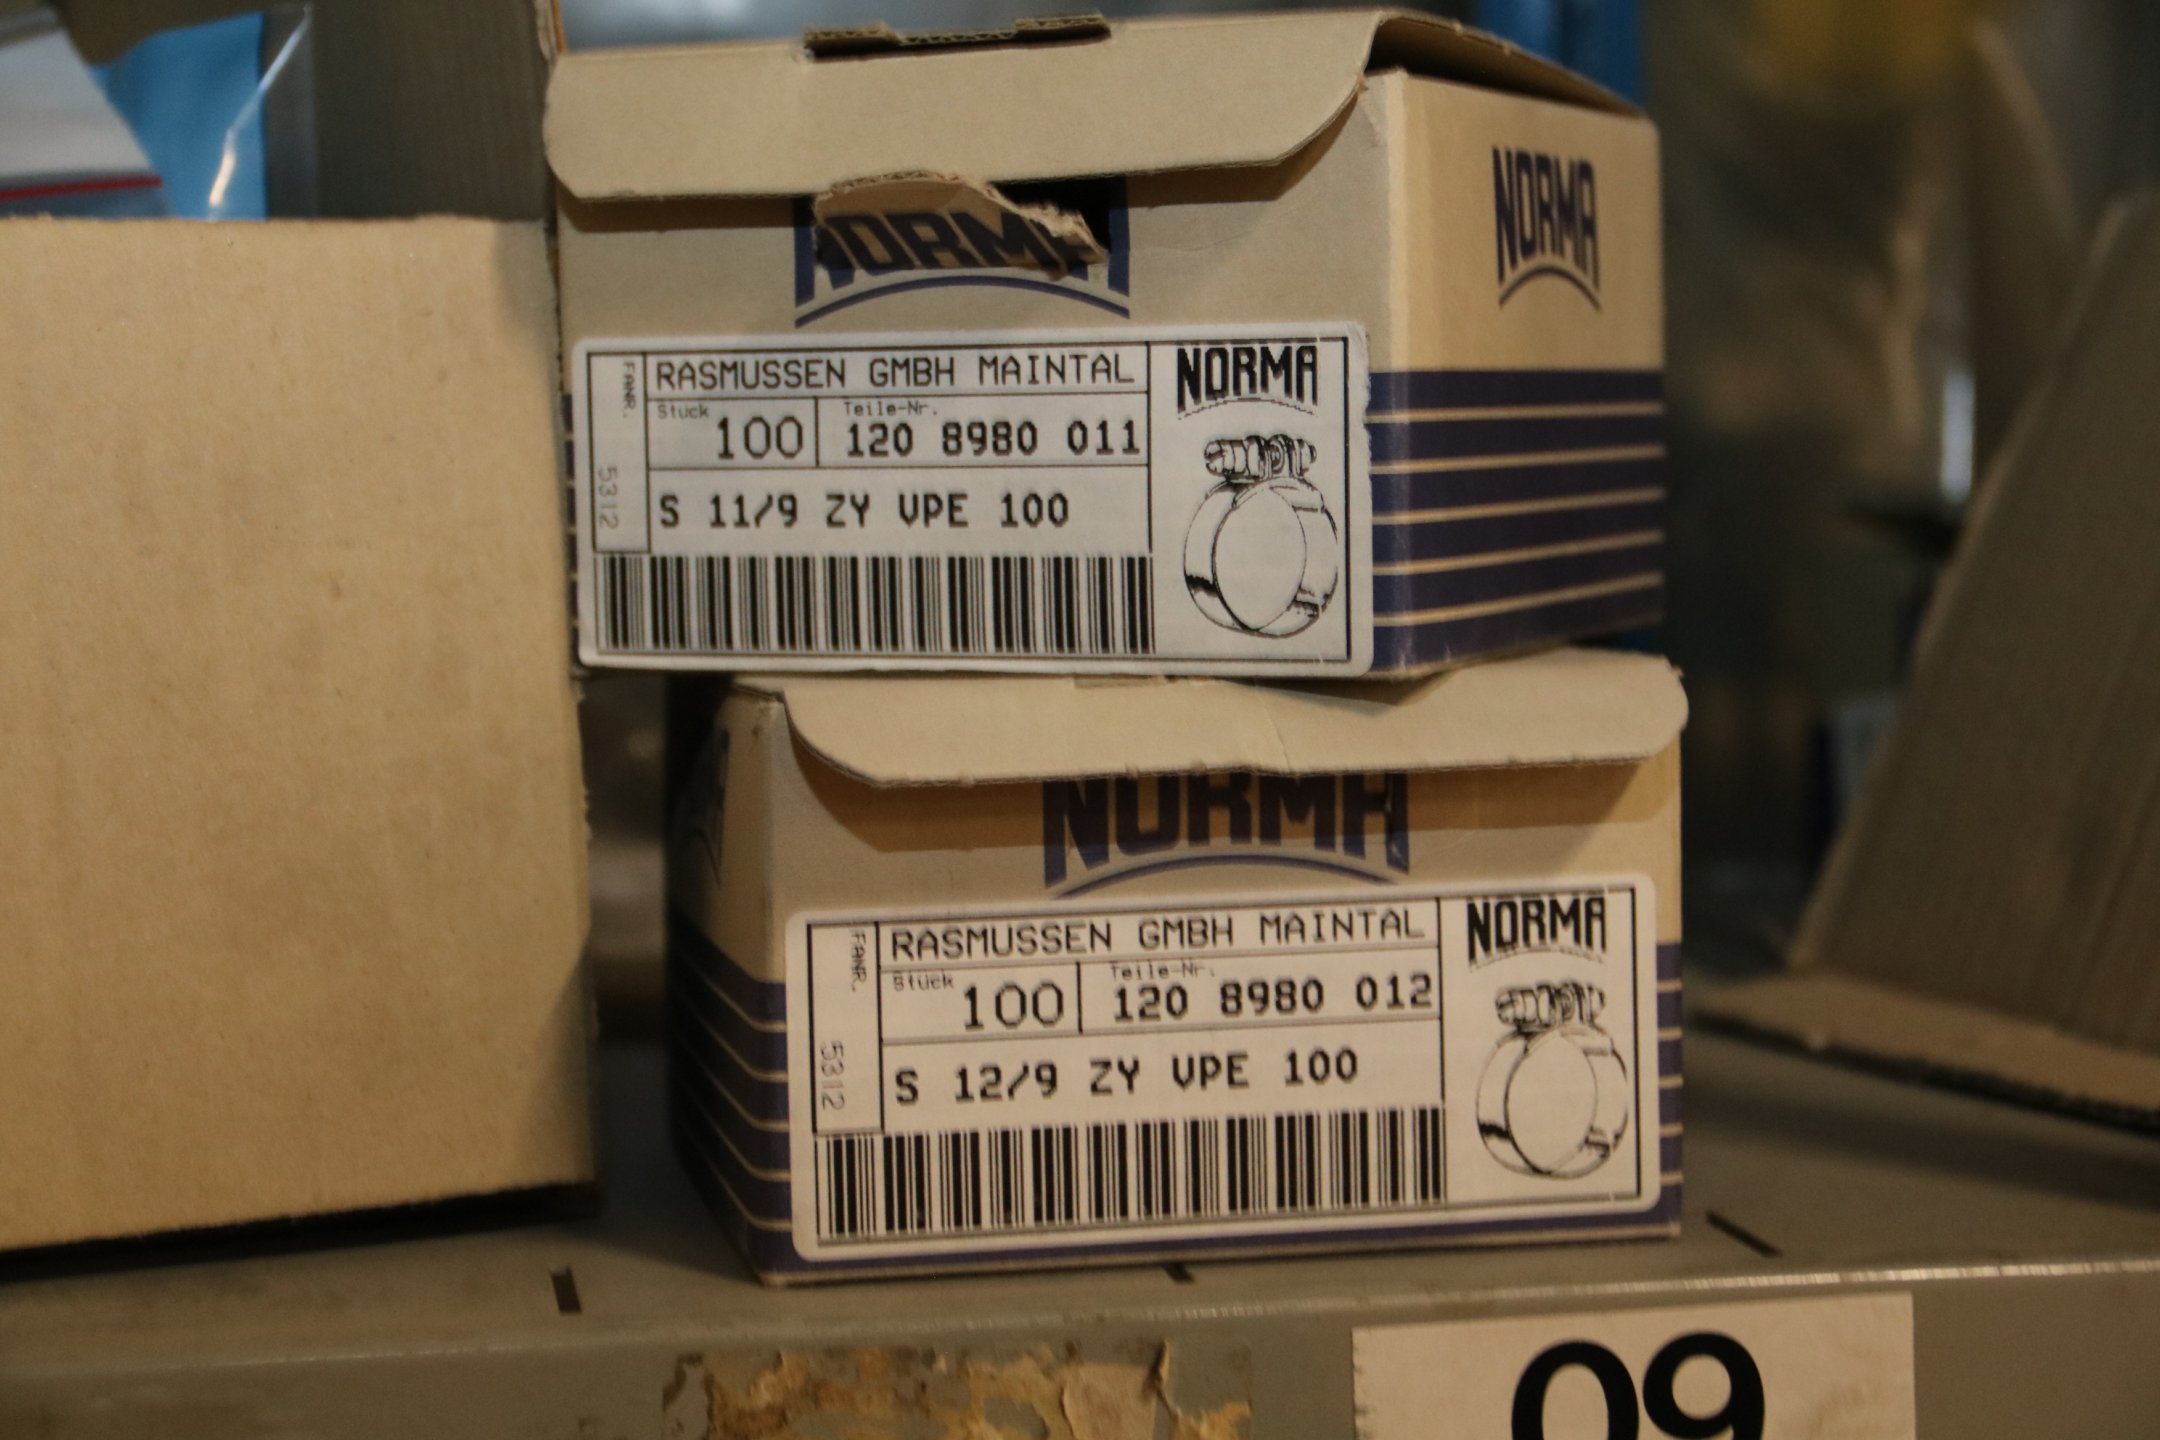 NORMA
NORMA
RASMUSSEN GMBH MAINTAL
NORMA
FANR.
Stück
100
Teile-Nr.
120 8980 011
5312
S 11/9 ZY VPE 100
NORMA
RASMUSSEN GMBH MAINTAL
NORMA
FANR.
Stück
100
Teile-Nr.
120 8980 012
5312
S 12/9 ZY VPE 100
09